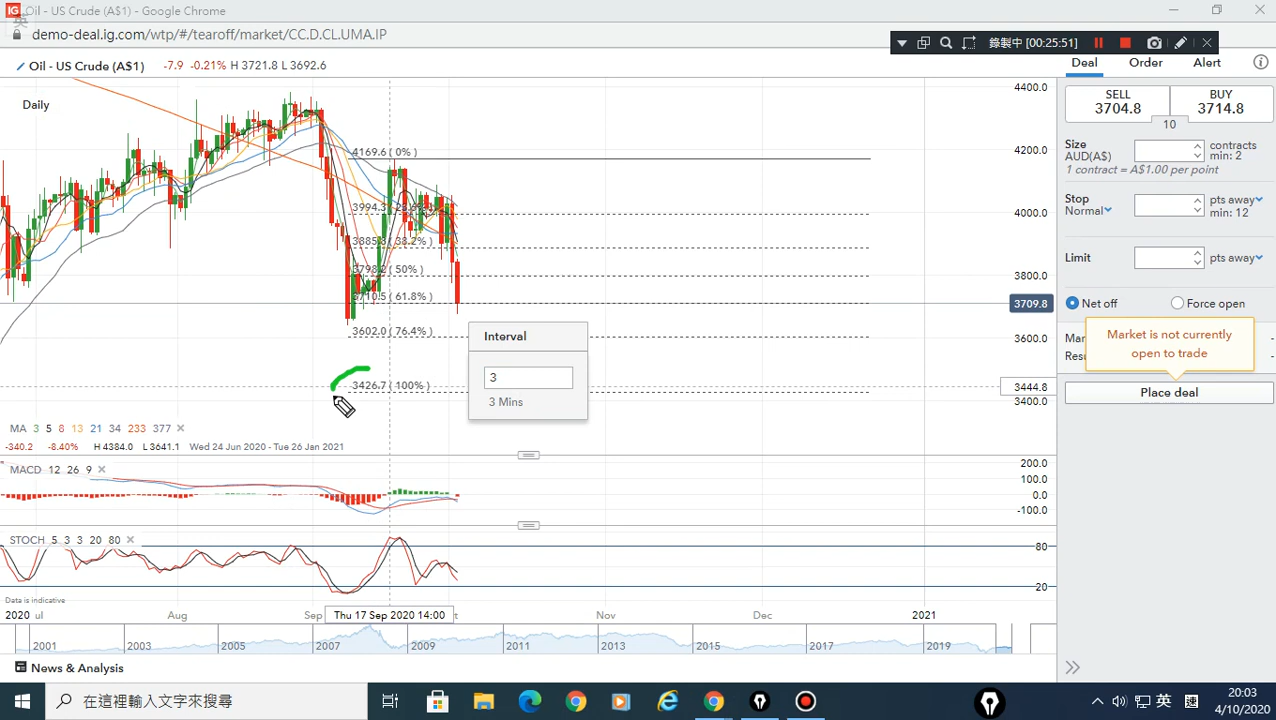 Oil - US Crude (A$1) - Google Chrome
英
demo-deal.ig.com/wtp/#/tearoff/market/CC.D.CL.UMA.IP
錄製中 [00:25:51]
Oil - US Crude (A$1) -7.9 -0.21% H 3721.8 L 3692.6
Deal Order Alert
Daily
4400.0
4200.0
4000.0
3800.0
3709.8
3600.0
3444.8
3400.0
4169.6 (0%)
3885.3 ( 38.2% )
3798.2 ( 50% )
3710.5 ( 61.8% )
3602.0 ( 76.4% )
3426.7 ( 100% )
Interval
3
3 Mins
MA 3 5 8 13 21 34 233 377
-340.2 -8.40% H 4384.0 L 3641.1 Wed 24 Jun 2020 - Tue 26 Jan 2021
MACD 12 26 9
200.0
100.0
0.0
-100.0
STOCH 5 3 3 20 80
80
20
Data is indicative
2020 ul Aug Sep Thu 17 Sep 2020 14:00 t Nov Dec 2021
2001 2003 2005 2007 2009 2011 2013 2015 2017 2019
News & Analysis
SELL
3704.8
BUY
3714.8
10
Size
AUD(A$)
contracts
min: 2
1 contract = A$1.00 per point
Stop
Normal
pts away
min: 12
Limit
pts away
Net off
Force open
Market is not currently
open to trade
Place deal
在這裡輸入文字來搜尋
英
20:03
4/10/2020